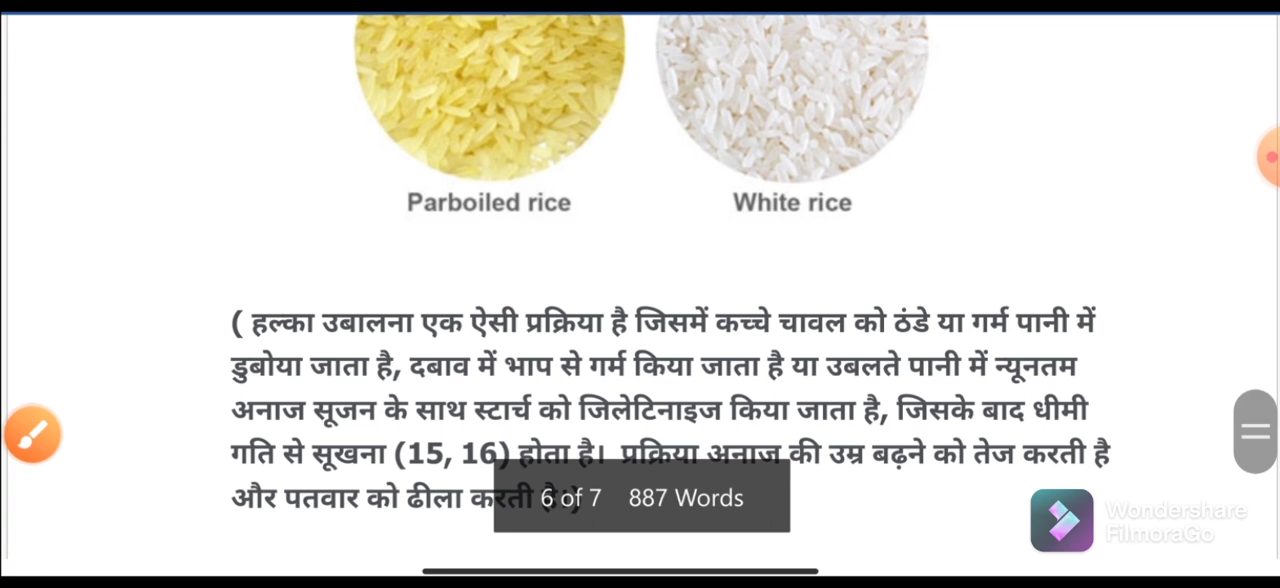 Parboiled rice
White rice
( हल्का उबालना एक ऐसी प्रक्रिया है जिसमें कच्चे चावल को ठंडे या गर्म पानी में
डुबोया जाता है, दबाव में भाप से गर्म किया जाता है या उबलते पानी में न्यूनतम
अनाज सूजन के साथ स्टार्च को जिलेटिनाइज किया जाता है, जिसके बाद धीमी
गति से सूखना (15, 16) होता है। प्रक्रिया अनाज की उम्र बढ़ने को तेज करती है
और पतवार को ढीला करती है।)
6 of 7 887 Words
Wondershare
FilmoraGo